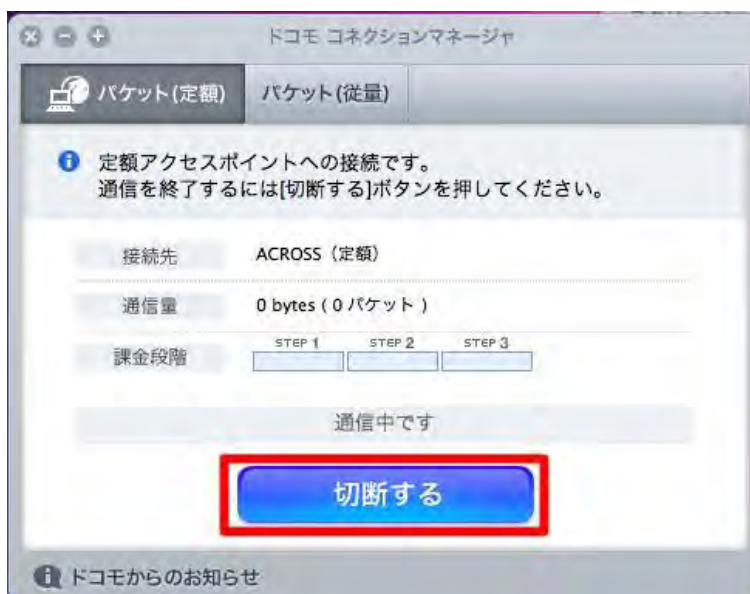 ドコモ コネクションマネージャ
パケット(定額) パケット(従量)
定額アクセスポイントへの接続です。
通信を終了するには[切断する]ボタンを押してください。
接続先 ACROSS（定額）
通信量 0 bytes ( 0 パケット )
STEP 1 STEP 2 STEP 3
課金段階
通信中です
切断する
ドコモからのお知らせ